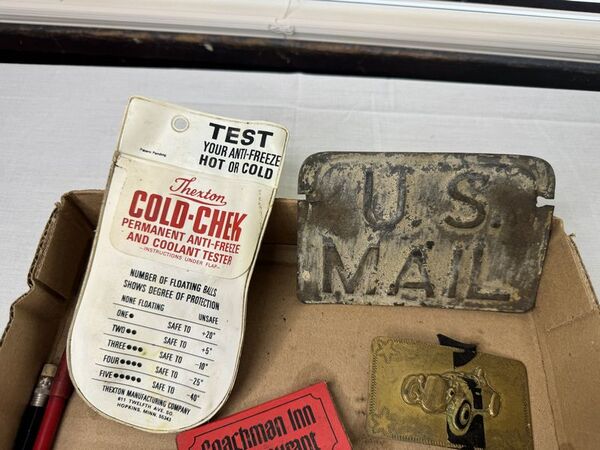 TEST
YOUR ANTI-FREEZE
HOT OR COLD
Patent Pending
Thexton
COLD-CHEK
PERMANENT ANTI-FREEZE
AND COOLANT TESTER
-INSTRUCTIONS UNDER FLAP-
NUMBER OF FLOATING BALLS
SHOWS DEGREE OF PROTECTION
NONE FLOATING UNSAFE
ONE SAFE TO +20°
TWO SAFE TO +5°
THREE SAFE TO -10°
FOUR SAFE TO -25°
FIVE SAFE TO -40°
THEXTON MANUFACTURING COMPANY
HOPKINS, MINN. 55343
U.S.
MAIL
Coachman Inn